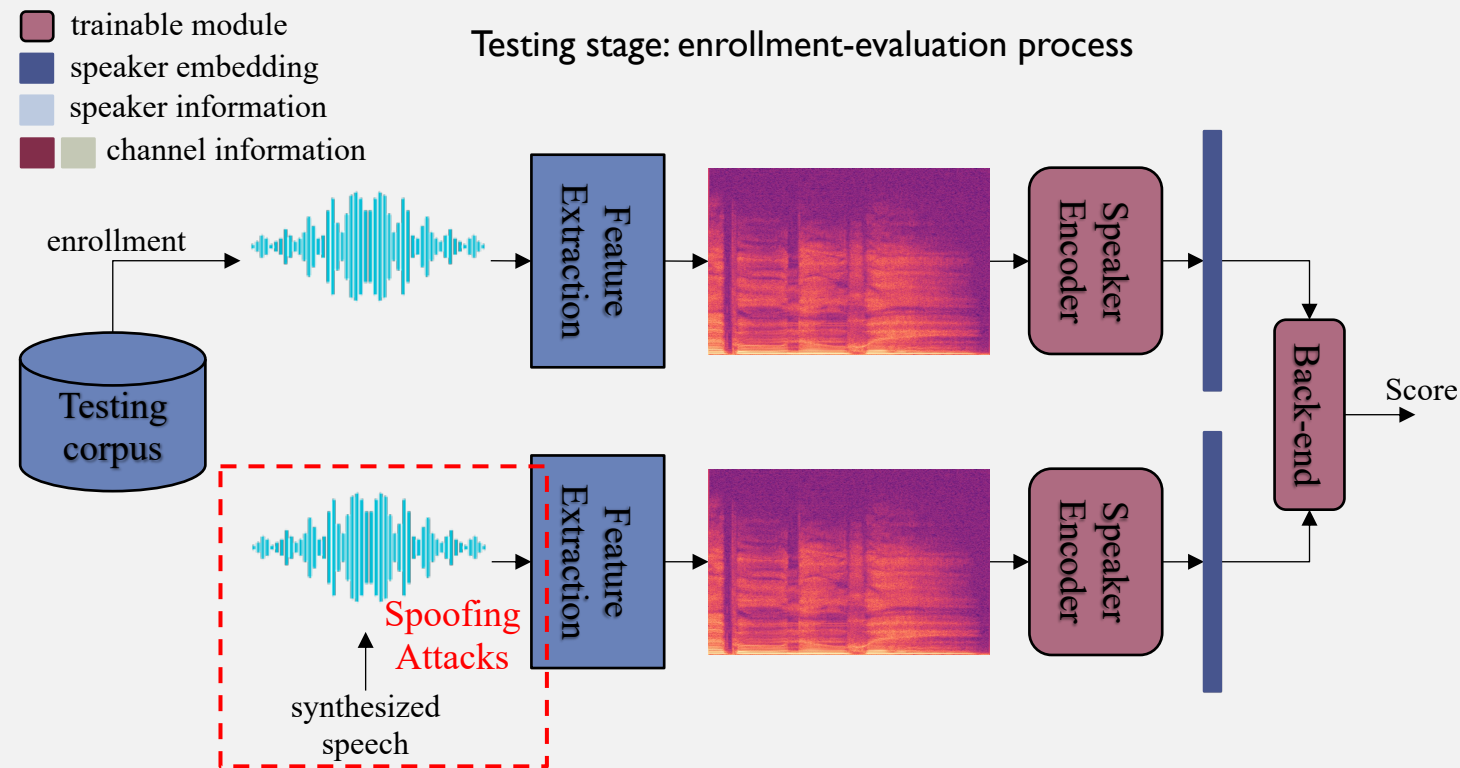 trainable module
speaker embedding
speaker information
channel information
Testing stage: enrollment-evaluation process
enrollment
Testing
corpus
Feature
Extraction
Speaker
Encoder
Back-end
Score
Feature
Extraction
Speaker
Encoder
Spoofing
Attacks
synthesized
speech